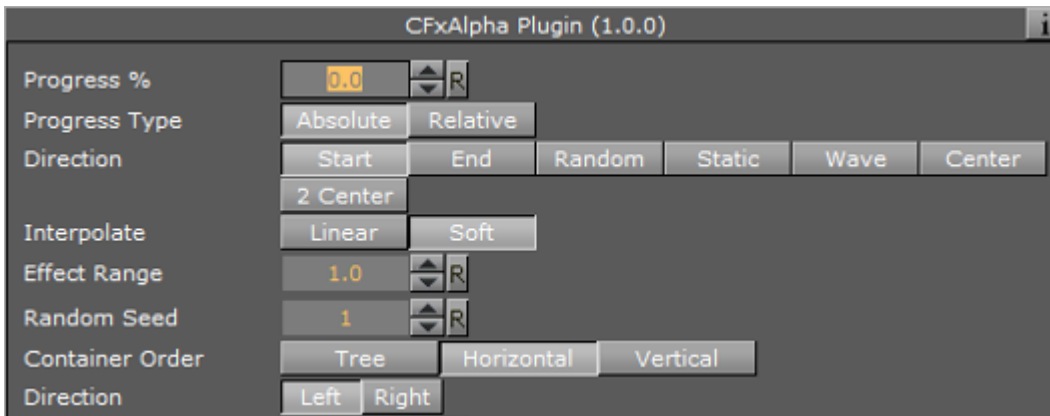 CFxAlpha Plugin (1.0.0) i
Progress % 0.0 R
Progress Type Absolute Relative
Direction Start End Random Static Wave Center
2 Center
Interpolate Linear Soft
Effect Range 1.0 R
Random Seed 1 R
Container Order Tree Horizontal Vertical
Direction Left Right